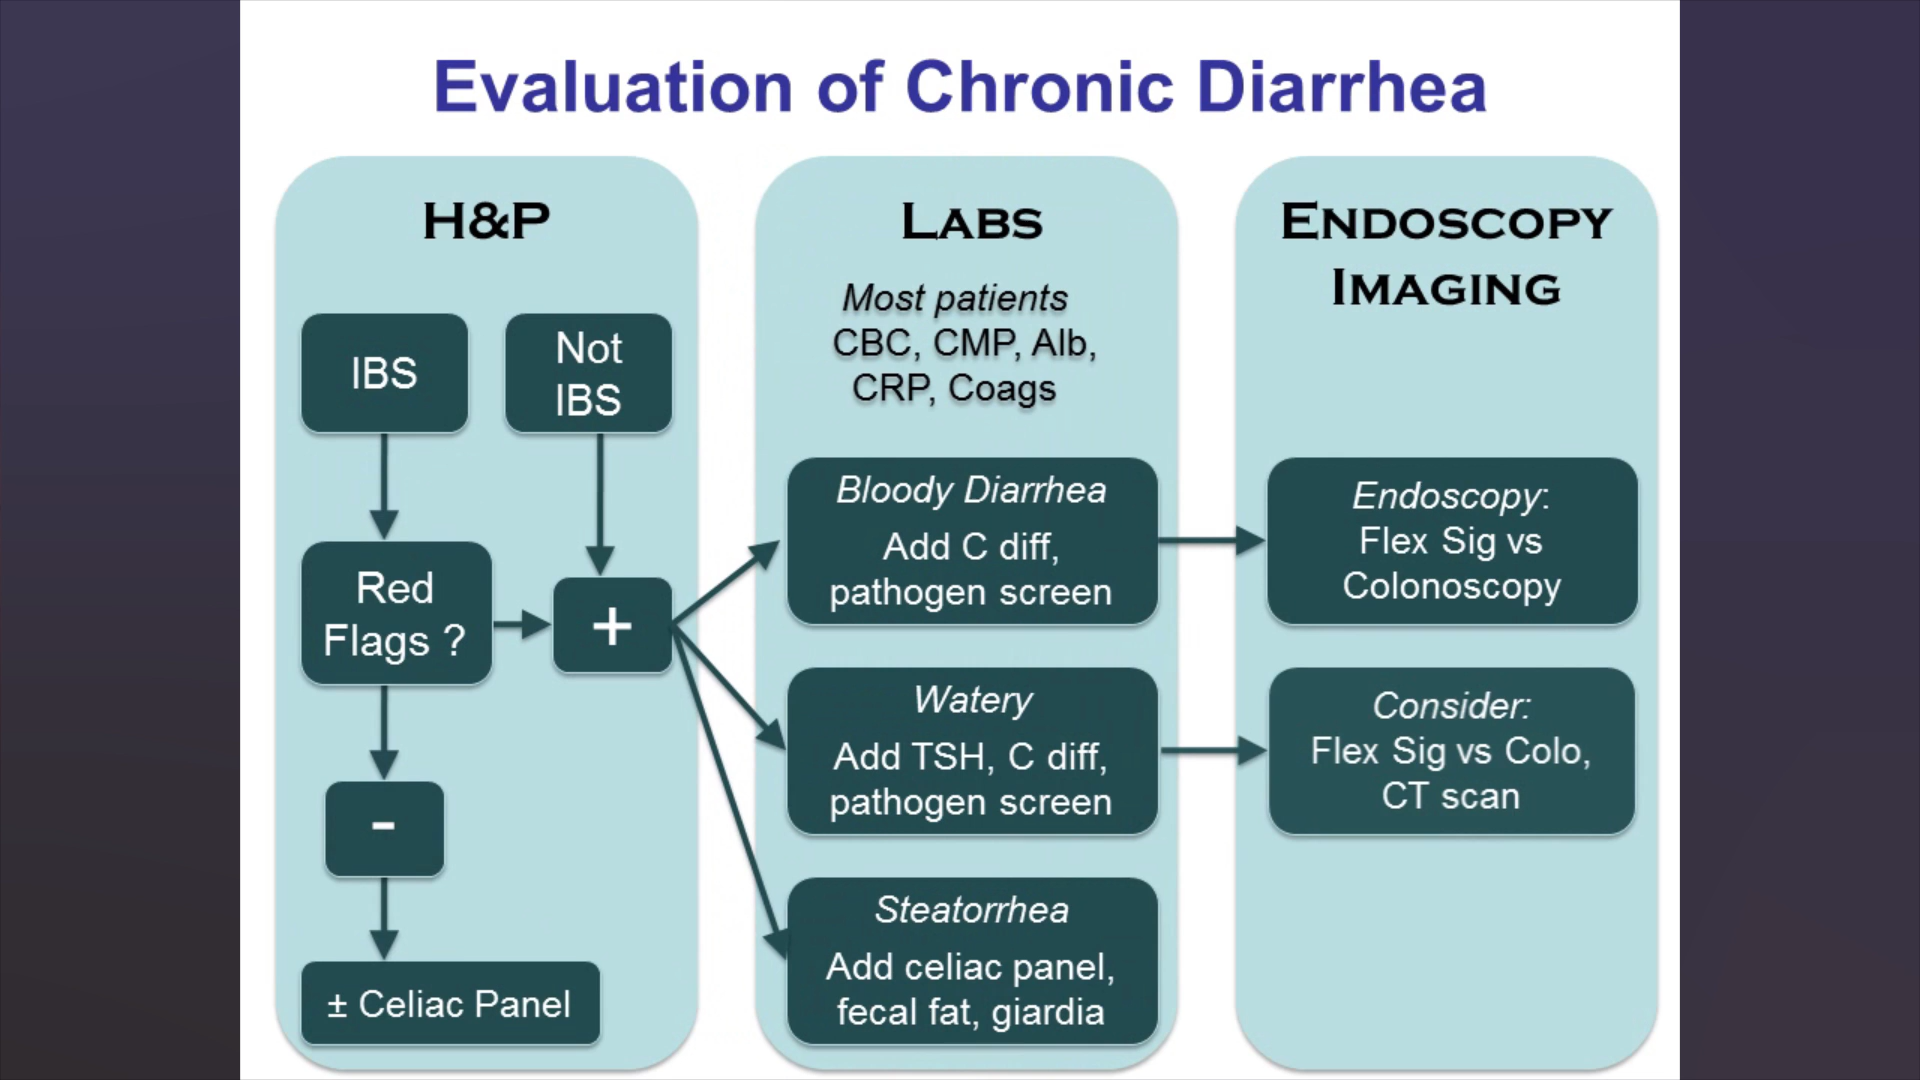 Evaluation of Chronic Diarrhea
H&P
IBS
Not
IBS
Red
Flags ?
+
-
± Celiac Panel
LABS
Most patients
CBC, CMP, Alb,
CRP, Coags
Bloody Diarrhea
Add C diff,
pathogen screen
Watery
Add TSH, C diff,
pathogen screen
Steatorrhea
Add celiac panel,
fecal fat, giardia
ENDOSCOPY
IMAGING
Endoscopy:
Flex Sig vs
Colonoscopy
Consider:
Flex Sig vs Colo,
CT scan